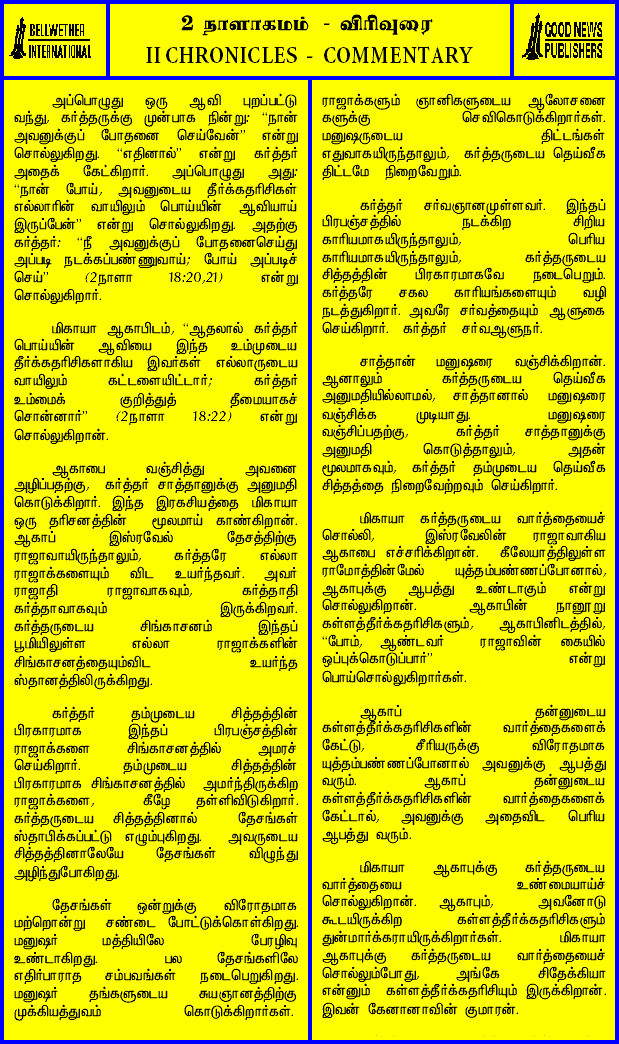 BELLWETHER
INTERNATIONAL
2 நாளாகமம் - விரிவுரை
II CHRONICLES - COMMENTARY
GOOD NEWS
PUBLISHERS
அப்பொழுது ஒரு ஆவி புறப்பட்டு
வந்து, கர்த்தருக்கு முன்பாக நின்று: “நான்
அவனுக்குப் போதனை செய்வேன்” என்று
சொல்லுகிறது. “எதினால்” என்று கர்த்தர்
அதைக் கேட்கிறார். அப்பொழுது அது:
“நான் போய், அவனுடைய தீர்க்கதரிசிகள்
எல்லாரின் வாயிலும் பொய்யின் ஆவியாய்
இருப்பேன்” என்று சொல்லுகிறது. அதற்கு
கர்த்தர்: “நீ அவனுக்குப் போதனைசெய்து
அப்படி நடக்கப்பண்ணுவாய்; போய் அப்படிச்
செய்” (2நாளா 18:20,21) என்று
சொல்லுகிறார்.
மிகாயா ஆகாபிடம், “ஆதலால் கர்த்தர்
பொய்யின் ஆவியை இந்த உம்முடைய
தீர்க்கதரிசிகளாகிய இவர்கள் எல்லாருடைய
வாயிலும் கட்டளையிட்டார்; கர்த்தர்
உம்மைக் குறித்துத் தீமையாகச்
சொன்னார்” (2நாளா 18:22) என்று
சொல்லுகிறான்.
ஆகாபை வஞ்சித்து அவனை
அழிப்பதற்கு, கர்த்தர் சாத்தானுக்கு அனுமதி
கொடுக்கிறார். இந்த இரகசியத்தை மிகாயா
ஒரு தரிசனத்தின் மூலமாய் காண்கிறான்.
ஆகாப் இஸ்ரவேல் தேசத்திற்கு
ராஜாவாயிருந்தாலும், கர்த்தரே எல்லா
ராஜாக்களையும் விட உயர்ந்தவர். அவர்
ராஜாதி ராஜாவாகவும், கர்த்தாதி
கர்த்தாவாகவும் இருக்கிறவர்.
கர்த்தருடைய சிங்காசனம் இந்தப்
பூமியிலுள்ள எல்லா ராஜாக்களின்
சிங்காசனத்தையும்விட உயர்ந்த
ஸ்தானத்திலிருக்கிறது.
கர்த்தர் தம்முடைய சித்தத்தின்
பிரகாரமாக இந்தப் பிரபஞ்சத்தின்
ராஜாக்களை சிங்காசனத்தில் அமரச்
செய்கிறார். தம்முடைய சித்தத்தின்
பிரகாரமாக சிங்காசனத்தில் அமர்ந்திருக்கிற
ராஜாக்களை, கீழே தள்ளிவிடுகிறார்.
கர்த்தருடைய சித்தத்தினால் தேசங்கள்
ஸ்தாபிக்கப்பட்டு எழும்புகிறது. அவருடைய
சித்தத்தினாலேயே தேசங்கள் விழுந்து
அழிந்துபோகிறது.
தேசங்கள் ஒன்றுக்கு விரோதமாக
மற்றொன்று சண்டை போட்டுக்கொள்கிறது.
மனுஷர் மத்தியிலே பேரழிவு
உண்டாகிறது. பல தேசங்களிலே
எதிர்பாராத சம்பவங்கள் நடைபெறுகிறது.
மனுஷர் தங்களுடைய சுயஞானத்திற்கு
முக்கியத்துவம் கொடுக்கிறார்கள்.
ராஜாக்களும் ஞானிகளுடைய ஆலோசனை
களுக்கு செவிகொடுக்கிறார்கள்.
மனுஷருடைய திட்டங்கள்
எதுவாகயிருந்தாலும், கர்த்தருடைய தெய்வீக
திட்டமே நிறைவேறும்.
கர்த்தர் சர்வஞானமுள்ளவர். இந்தப்
பிரபஞ்சத்தில் நடக்கிற சிறிய
காரியமாகயிருந்தாலும், பெரிய
காரியமாகயிருந்தாலும், கர்த்தருடைய
சித்தத்தின் பிரகாரமாகவே நடைபெறும்.
கர்த்தரே சகல காரியங்களையும் வழி
நடத்துகிறார். அவரே சர்வத்தையும் ஆளுகை
செய்கிறார். கர்த்தர் சர்வஆளுநர்.
சாத்தான் மனுஷரை வஞ்சிக்கிறான்.
ஆனாலும் கர்த்தருடைய தெய்வீக
அனுமதியில்லாமல், சாத்தானால் மனுஷரை
வஞ்சிக்க முடியாது. மனுஷரை
வஞ்சிப்பதற்கு, கர்த்தர் சாத்தானுக்கு
அனுமதி கொடுத்தாலும், அதன்
மூலமாகவும், கர்த்தர் தம்முடைய தெய்வீக
சித்தத்தை நிறைவேற்றவும் செய்கிறார்.
மிகாயா கர்த்தருடைய வார்த்தையைச்
சொல்லி, இஸ்ரவேலின் ராஜாவாகிய
ஆகாபை எச்சரிக்கிறான். கீலேயாத்திலுள்ள
ராமோத்தின்மேல் யுத்தம்பண்ணப்போனால்,
ஆகாபுக்கு ஆபத்து உண்டாகும் என்று
சொல்லுகிறான். ஆகாபின் நானூறு
கள்ளத்தீர்க்கதரிசிகளும், ஆகாபினிடத்தில்,
“போம், ஆண்டவர் ராஜாவின் கையில்
ஒப்புக்கொடுப்பார்” என்று
பொய்சொல்லுகிறார்கள்.
ஆகாப் தன்னுடைய
கள்ளத்தீர்க்கதரிசிகளின் வார்த்தைகளைக்
கேட்டு, சீரியருக்கு விரோதமாக
யுத்தம்பண்ணப்போனால் அவனுக்கு ஆபத்து
வரும். ஆகாப் தன்னுடைய
கள்ளத்தீர்க்கதரிசிகளின் வார்த்தைகளைக்
கேட்டால், அவனுக்கு அதைவிட பெரிய
ஆபத்து வரும்.
மிகாயா ஆகாபுக்கு கர்த்தருடைய
வார்த்தையை உண்மையாய்ச்
சொல்லுகிறான். ஆகாபும், அவனோடு
கூடயிருக்கிற கள்ளத்தீர்க்கதரிசிகளும்
துன்மார்க்கராயிருக்கிறார்கள். மிகாயா
ஆகாபுக்கு கர்த்தருடைய வார்த்தையைச்
சொல்லும்போது, அங்கே சிதேக்கியா
என்னும் கள்ளத்தீர்க்கதரிசியும் இருக்கிறான்.
இவன் கேனானாவின் குமாரன்.